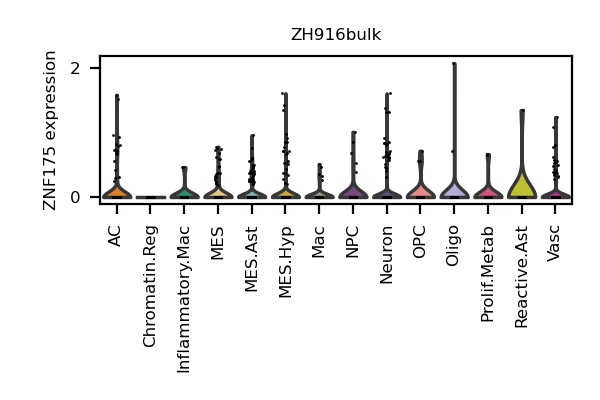 ZH916bulk
ZNF175 expression
2
0
AC
Chromatin.Reg
Inflammatory.Mac
MES
MES.Ast
MES.Hyp
Mac
NPC
Neuron
OPC
Oligo
Prolif.Metab
Reactive.Ast
Vasc